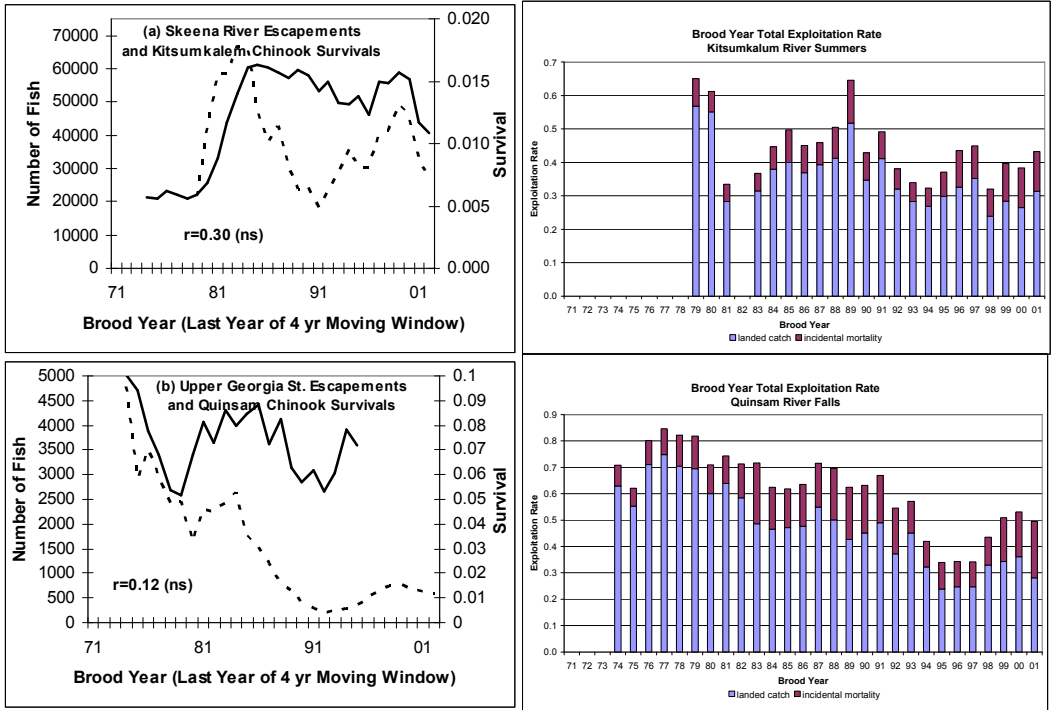 (a) Skeena River Escapements
and Kitsumkalem Chinook Survivals
70000
60000
50000
40000
30000
20000
10000
0
Number of Fish
0.020
0.015
0.010
0.005
0.000
Survival
r=0.30 (ns)
71 81 91 01
Brood Year (Last Year of 4 yr Moving Window)
Brood Year Total Exploitation Rate
Kitsumkalum River Summers
0.7
0.6
0.5
0.4
0.3
0.2
0.1
0.0
Exploitation Rate
71 72 73 74 75 76 77 78 79 80 81 82 83 84 85 86 87 88 89 90 91 92 93 94 95 96 97 98 99 00 01
Brood Year
landed catch incidental mortality
(b) Upper Georgia St. Escapements
and Quinsam Chinook Survivals
5000
4500
4000
3500
3000
2500
2000
1500
1000
500
0
Number of Fish
0.1
0.09
0.08
0.07
0.06
0.05
0.04
0.03
0.02
0.01
0
Survival
r=0.12 (ns)
71 81 91 01
Brood Year (Last Year of 4 yr Moving Window)
Brood Year Total Exploitation Rate
Quinsam River Falls
0.9
0.8
0.7
0.6
0.5
0.4
0.3
0.2
0.1
0.0
Exploitation Rate
71 72 73 74 75 76 77 78 79 80 81 82 83 84 85 86 87 88 89 90 91 92 93 94 95 96 97 98 99 00 01
Brood Year
landed catch incidental mortality